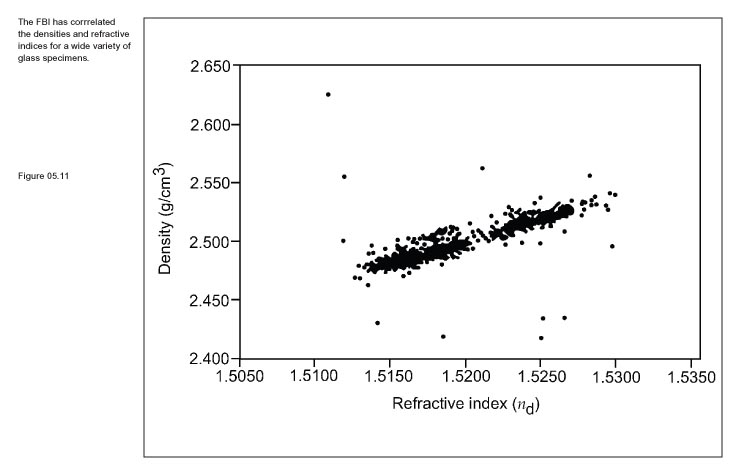 The FBI has corrrelated
the densities and refractive
indices for a wide variety of
glass specimens.
Figure 05.11
2.650
2.600
2.550
2.500
2.450
2.400
Density (g/cm3)
1.5050 1.5100 1.5150 1.5200 1.5250 1.5300 1.5350
Refractive index (nd)